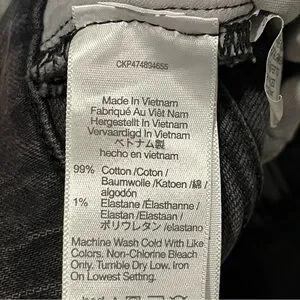 CKP474894655
Made In Vietnam
Fabriqué Au Viet Nam
Hergestellt In Vietnam
Vervaardigd In Vietnam
ベトナム製
hecho en vietnam
99% Cotton /Coton /
Baumwolle /Katoen /綿 /
algodón
1% Elastane /Élasthanne /
Elastan /Elastaan /
ポリウレタン /elastano
Machine Wash Cold With Like
Colors. Non-Chlorine Bleach
Only. Tumble Dry Low. Iron
On Lowest Setting.